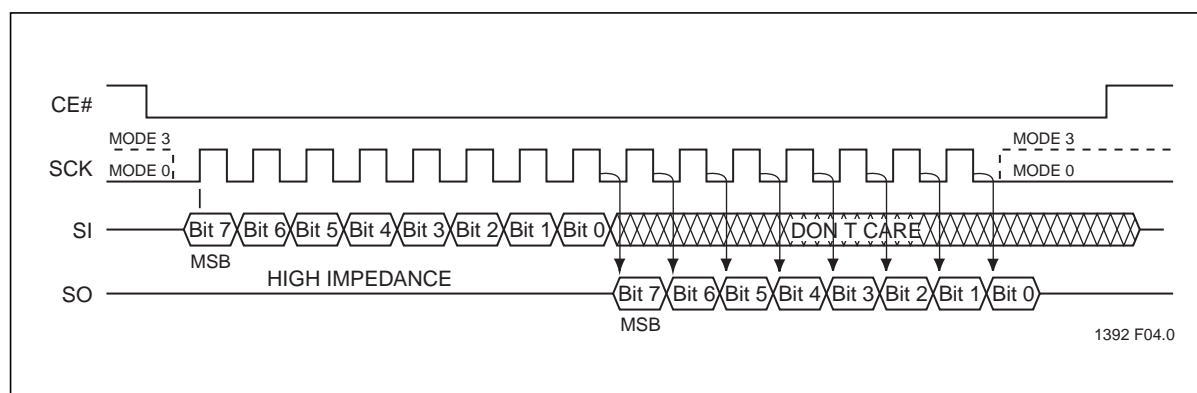 CE#
MODE 3
MODE 3
SCK
MODE 0
MODE 0
SI
Bit 7 Bit 6 Bit 5 Bit 4 Bit 3 Bit 2 Bit 1 Bit 0
DON T CARE
MSB
HIGH IMPEDANCE
SO
Bit 7 Bit 6 Bit 5 Bit 4 Bit 3 Bit 2 Bit 1 Bit 0
MSB
1392 F04.0